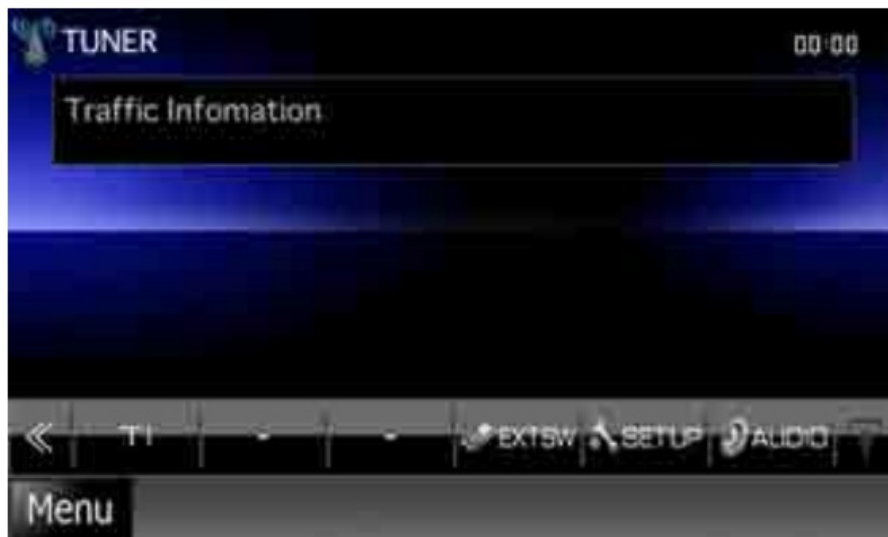 TUNER 00:00
Traffic Infomation
« TI - - EXTSW SETUP AUDIO
Menu